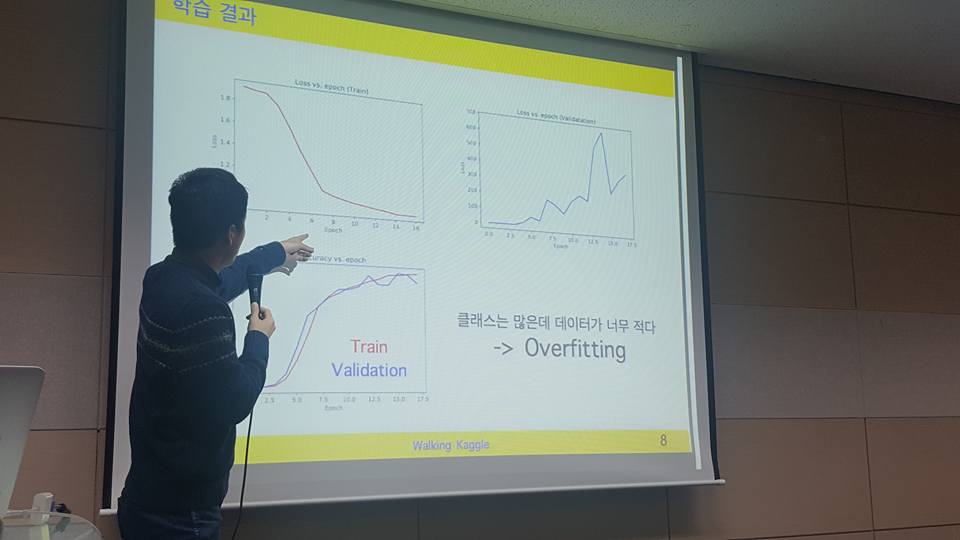 학습 결과
Loss vs. epoch (Train)
1.8
1.6
1.4
1.2
Loss
2 4 6 8 10 12 14 16
Epoch
Loss vs. epoch (Validatation)
600
500
400
300
200
100
0
Loss
0.0 2.5 5.0 7.5 10.0 12.5 15.0 17.5
Epoch
vs. epoch
Train
Validation
2.5 5.0 7.5 10.0 12.5 15.0 17.5
Epoch
클래스는 많은데 데이터가 너무 적다
-> Overfitting
Walking Kaggle
8